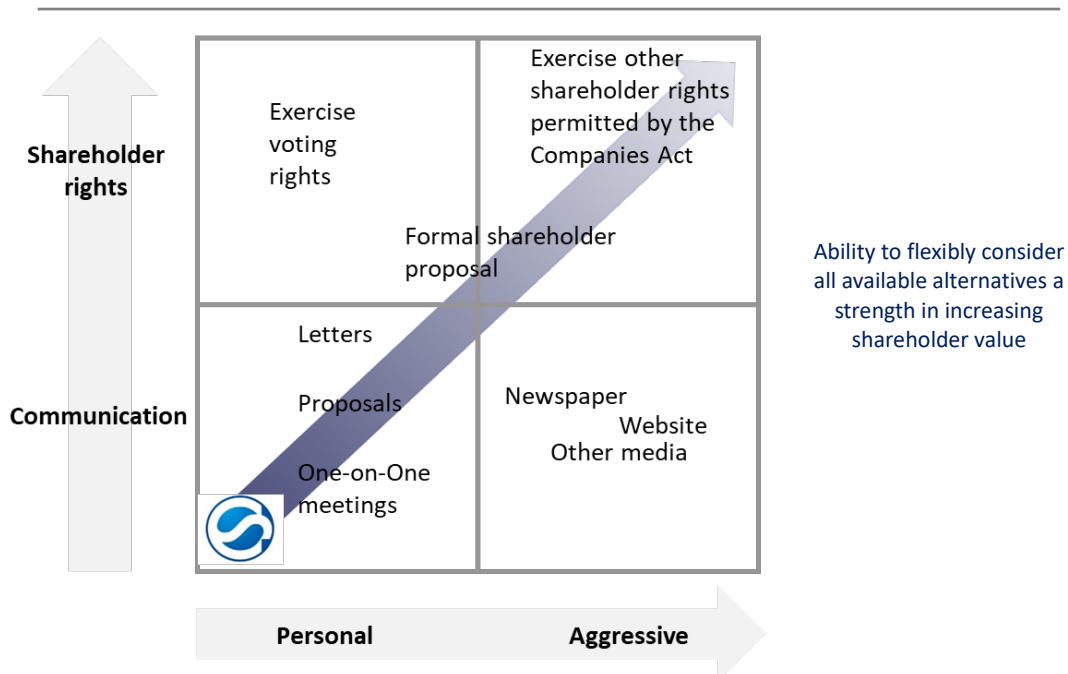 Shareholder
rights
Communication
Exercise
voting
rights
Exercise other
shareholder rights
permitted by the
Companies Act
Formal shareholder
proposal
Letters
Proposals
One-on-One
meetings
Newspaper
Website
Other media
Personal
Aggressive
Ability to flexibly consider
all available alternatives a
strength in increasing
shareholder value